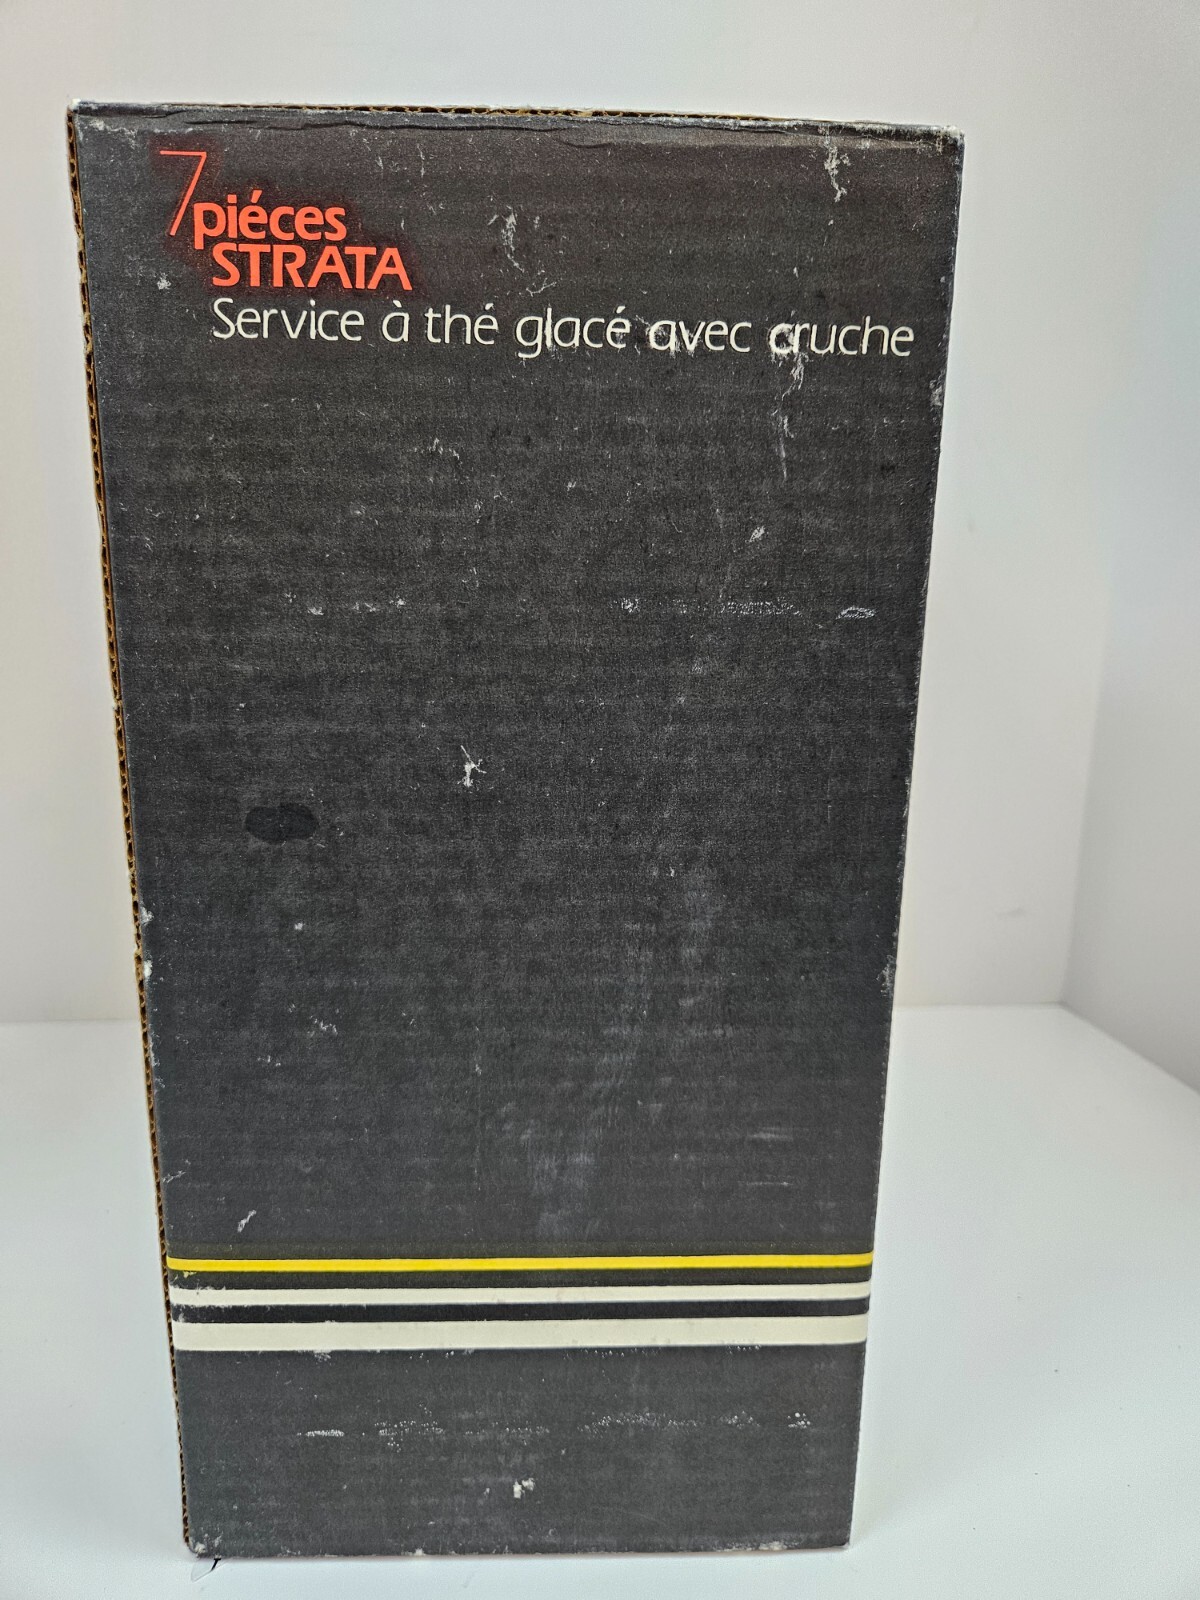 7 piéces
STRATA
Service à thé glacé avec cruche